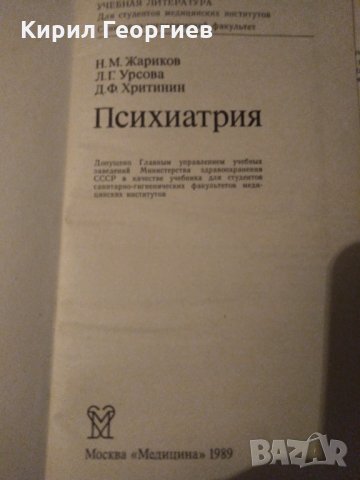 Кирил Георгиев
УЧЕБНАЯ ЛИТЕРАТУРА
Для студентов медицинских институтов
факультет
Н.М. Жариков
Л.Г. Урсова
Д.Ф. Хритинин
Психиатрия
Допущено Главным управлением учебных
заведений Министерства здравоохранения
СССР в качестве учебника для студентов
санитарно-гигиенических факультетов меди-
цинских институтов
Москва «Медицина» 1989
BAZAR